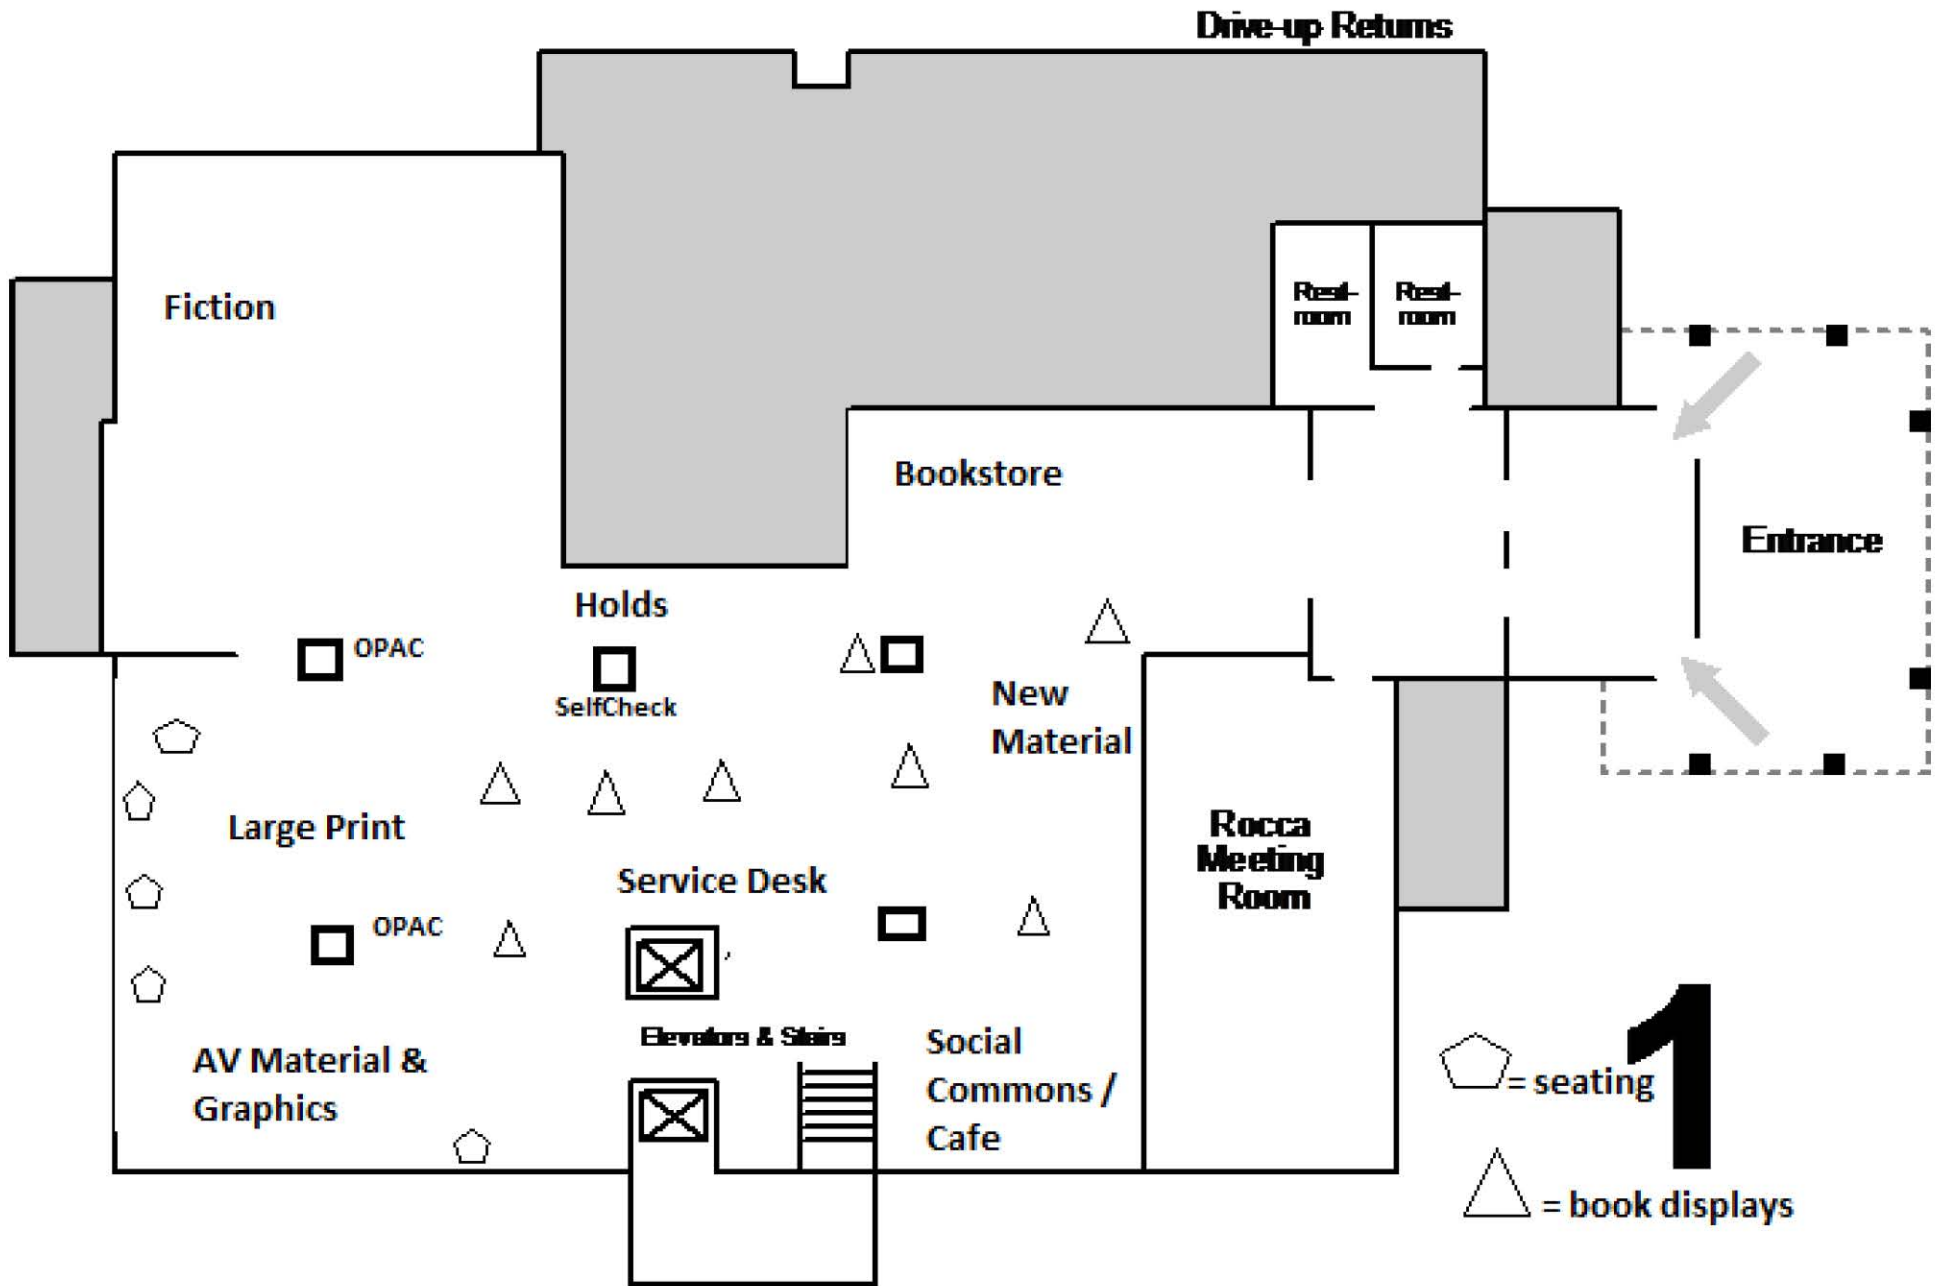 Drive-up Returns
Fiction
Rest-
room
Rest-
room
Bookstore
Entrance
Holds
OPAC
SelfCheck
New
Material
Large Print
Rocca
Meeting
Room
Service Desk
OPAC
Elevators & Stairs
AV Material &
Graphics
Social
Commons /
Cafe
1
= seating
= book displays